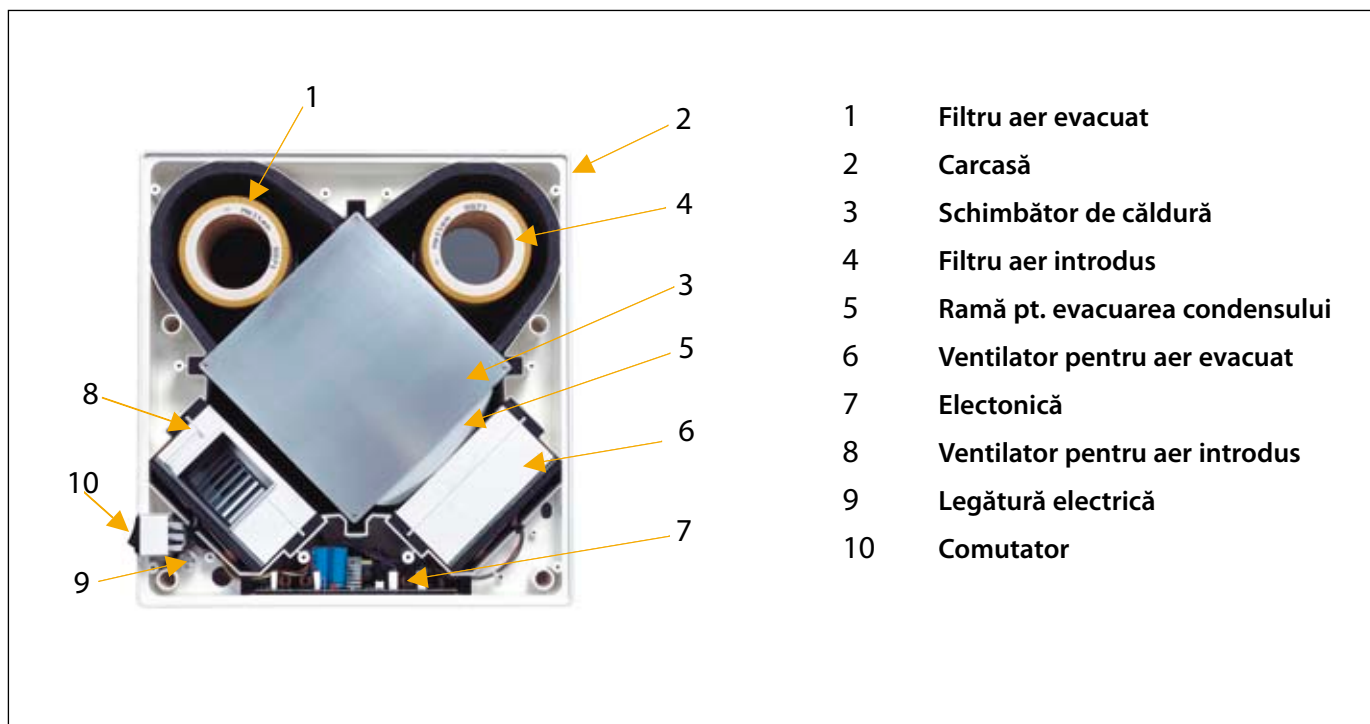 1
2
4
3
5
8
6
10
7
9
1 Filtru aer evacuat
2 Carcasă
3 Schimbător de căldură
4 Filtru aer introdus
5 Ramă pt. evacuarea condensului
6 Ventilator pentru aer evacuat
7 Electonică
8 Ventilator pentru aer introdus
9 Legătură electrică
10 Comutator